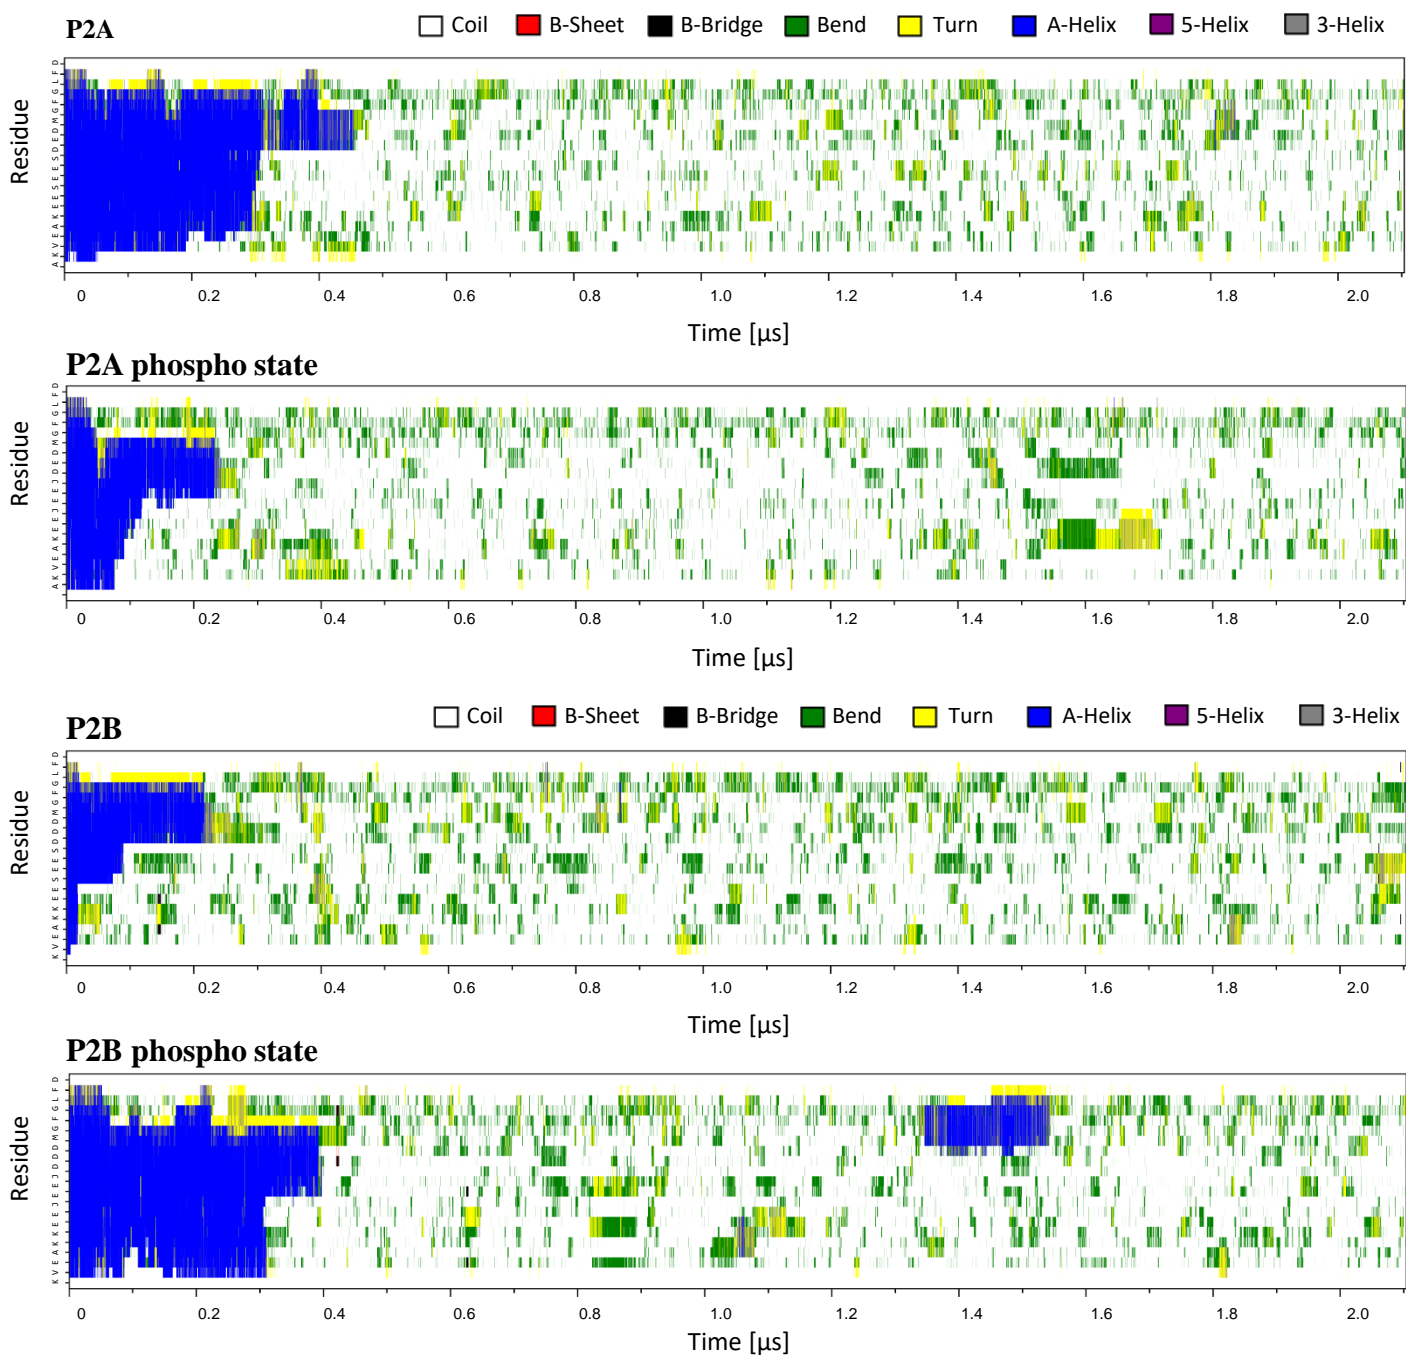 P2A
Coil B-Sheet B-Bridge Bend Turn A-Helix 5-Helix 3-Helix
Residue
A K V E A K E E S E E S D E D M G F G L F D
0 0.2 0.4 0.6 0.8 1.0 1.2 1.4 1.6 1.8 2.0
Time [μs]
P2A phospho state
Residue
A K V E A K E E J E E J D E D M G F G L F D
0 0.2 0.4 0.6 0.8 1.0 1.2 1.4 1.6 1.8 2.0
Time [μs]
P2B
Coil B-Sheet B-Bridge Bend Turn A-Helix 5-Helix 3-Helix
Residue
K V E A K K E E S E E S D D M G F G L F D
0 0.2 0.4 0.6 0.8 1.0 1.2 1.4 1.6 1.8 2.0
Time [μs]
P2B phospho state
Residue
K V E A K K E E J E E J D D M G F G L F D
0 0.2 0.4 0.6 0.8 1.0 1.2 1.4 1.6 1.8 2.0
Time [μs]